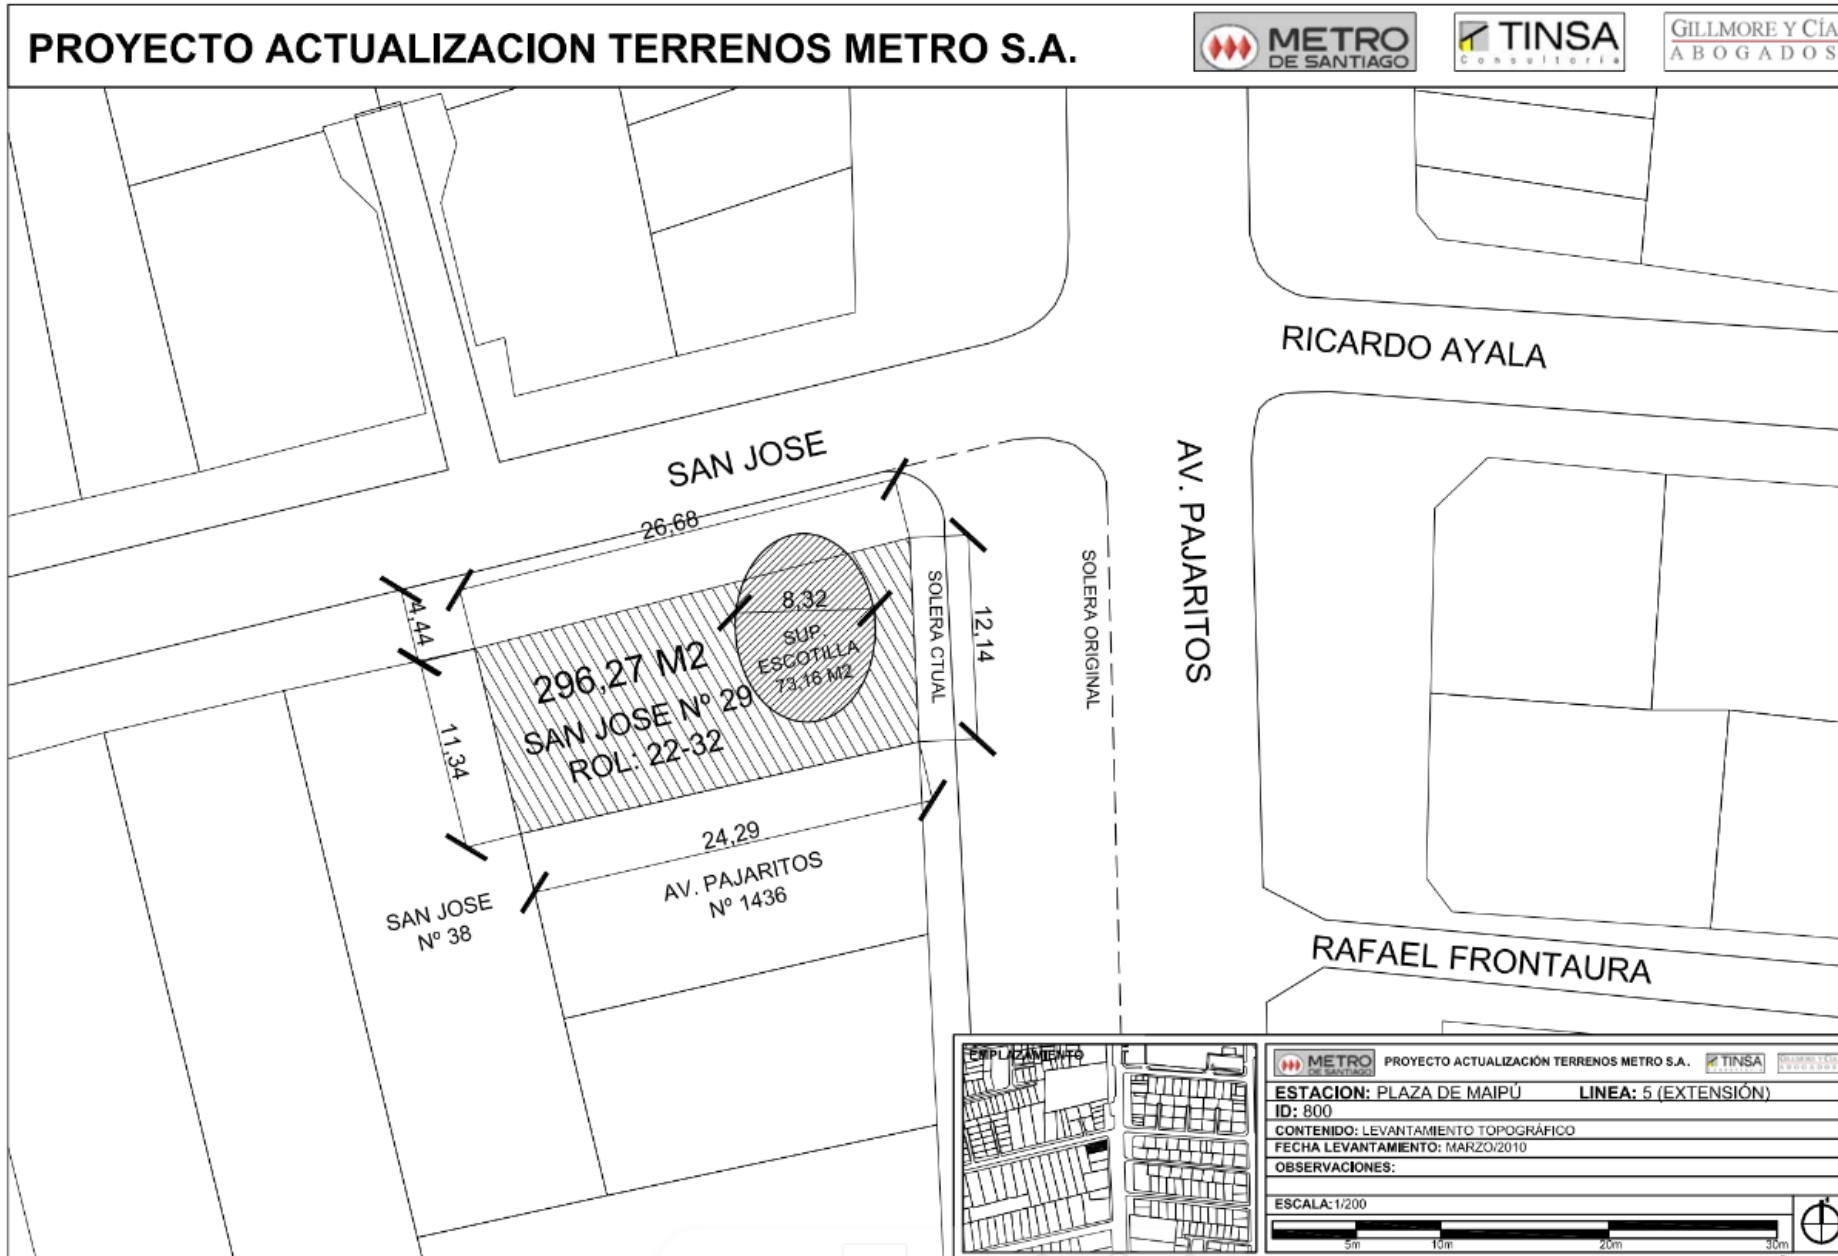 PROYECTO ACTUALIZACION TERRENOS METRO S.A.
METRO
DE SANTIAGO
TINSA
Consultoría
GILLMORE Y CÍA
ABOGADOS
RICARDO AYALA
SAN JOSE
AV. PAJARITOS
26,68
4,44
8,32
SUP.
ESCOTILLA
73,16 M2
SOLERA CTUAL
12,14
SOLERA ORIGINAL
296,27 M2
SAN JOSE Nº 29
ROL: 22-32
11,34
24,29
AV. PAJARITOS
Nº 1436
SAN JOSE
Nº 38
RAFAEL FRONTAURA
EMPLAZAMIENTO
METRO
DE SANTIAGO
PROYECTO ACTUALIZACIÓN TERRENOS METRO S.A.
TINSA
ESTACION: PLAZA DE MAIPÚ LINEA: 5 (EXTENSIÓN)
ID: 800
CONTENIDO: LEVANTAMIENTO TOPOGRÁFICO
FECHA LEVANTAMIENTO: MARZO/2010
OBSERVACIONES:
ESCALA: 1/200
5m 10m 20m 30m